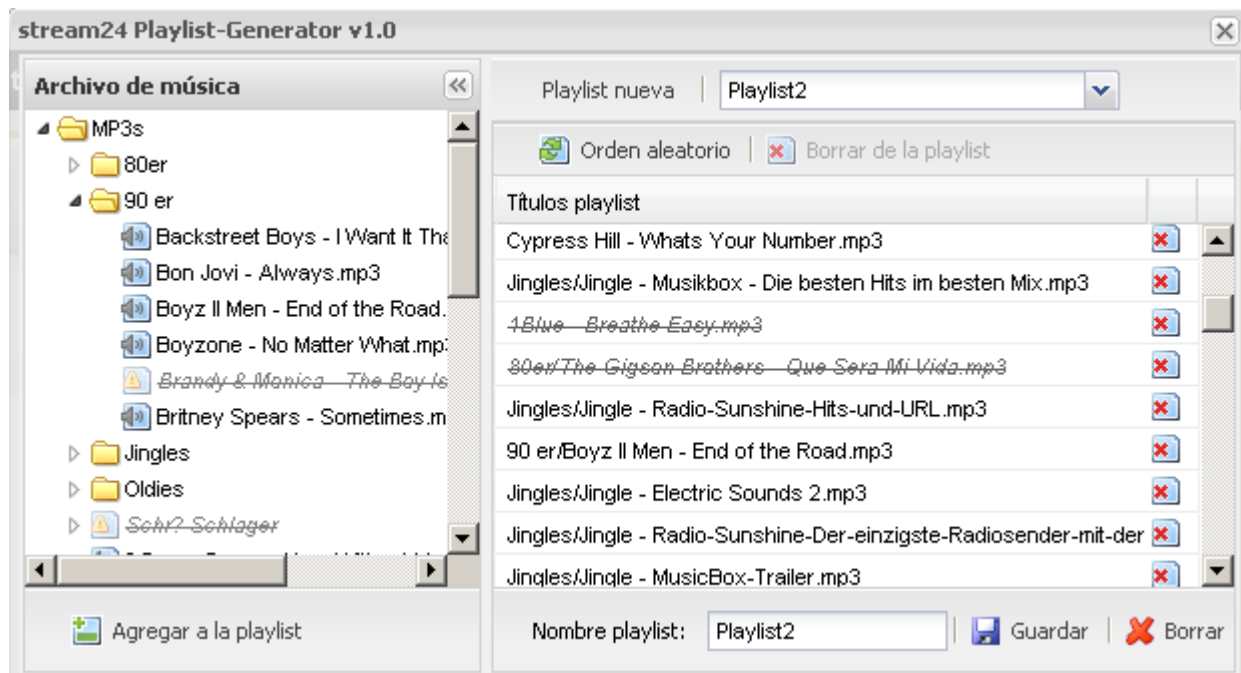 stream24 Playlist-Generator v1.0
Archivo de música
MP3s
80er
90 er
Backstreet Boys - I Want It Tha
Bon Jovi - Always.mp3
Boyz II Men - End of the Road.
Boyzone - No Matter What.mp
Brandy & Monica - The Boy Is
Britney Spears - Sometimes.m
Jingles
Oldies
Schr? Schlager
Agregar a la playlist
Playlist nueva
Playlist2
Orden aleatorio
Borrar de la playlist
Títulos playlist
Cypress Hill - Whats Your Number.mp3
Jingles/Jingle - Musikbox - Die besten Hits im besten Mix.mp3
1Blue - Breathe Easy.mp3
80er/The Gigson Brothers - Que Sera Mi Vida.mp3
Jingles/Jingle - Radio-Sunshine-Hits-und-URL.mp3
90 er/Boyz II Men - End of the Road.mp3
Jingles/Jingle - Electric Sounds 2.mp3
Jingles/Jingle - Radio-Sunshine-Der-einzigste-Radiosender-mit-der
Jingles/Jingle - MusicBox-Trailer.mp3
Nombre playlist:
Playlist2
Guardar
Borrar